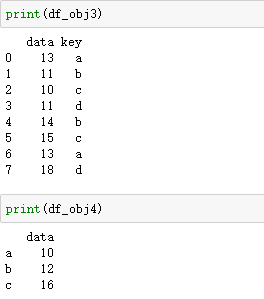 print(df_obj3)
data key
0 13 a
1 11 b
2 10 c
3 11 d
4 14 b
5 15 c
6 13 a
7 18 d
print(df_obj4)
data
a 10
b 12
c 16